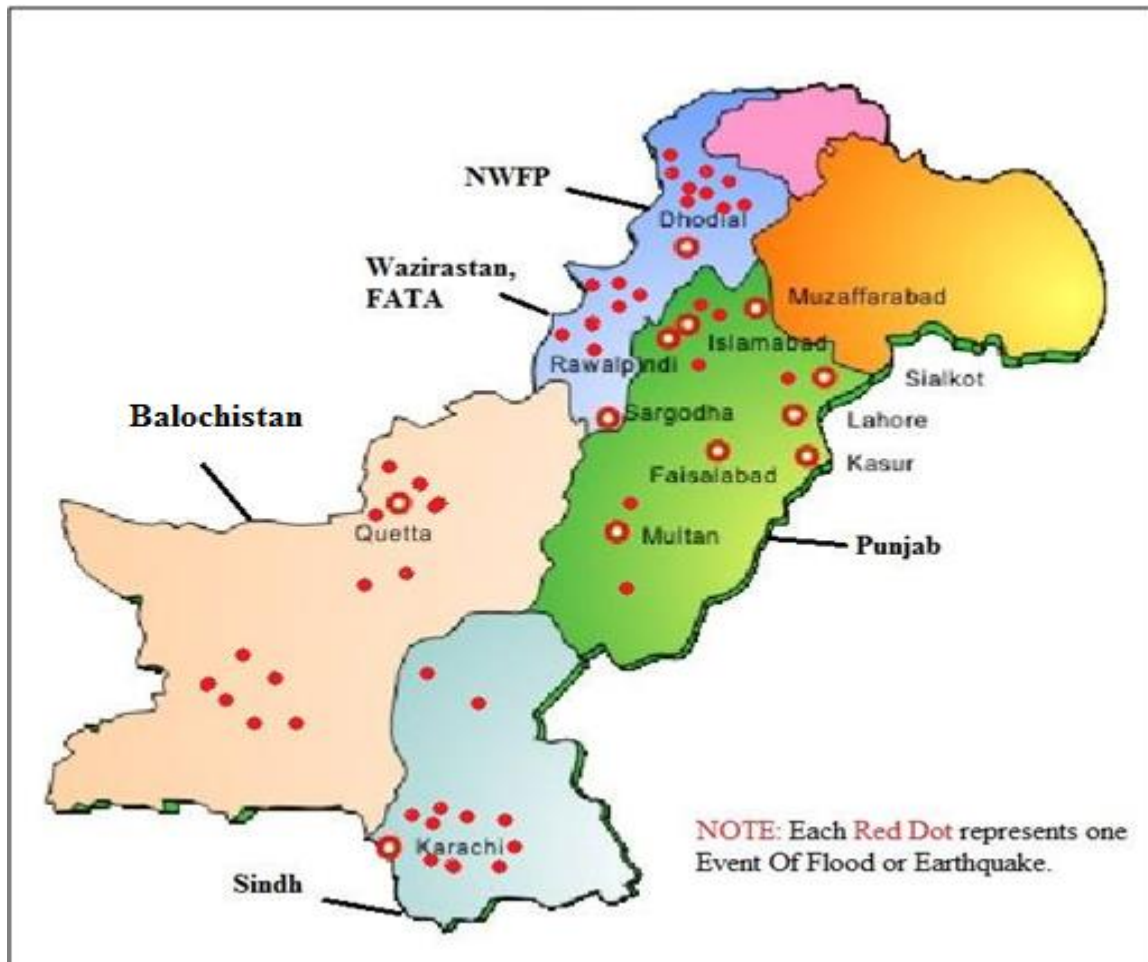 NWFP
Dhodial
Wazirastan,
FATA
Muzaffarabad
Islamabad
Rawalpindi
Sialkot
Balochistan
Sargodha
Lahore
Faisalabad
Kasur
Quetta
Multan
Punjab
NOTE: Each Red Dot represents one
Event Of Flood or Earthquake.
Karachi
Sindh